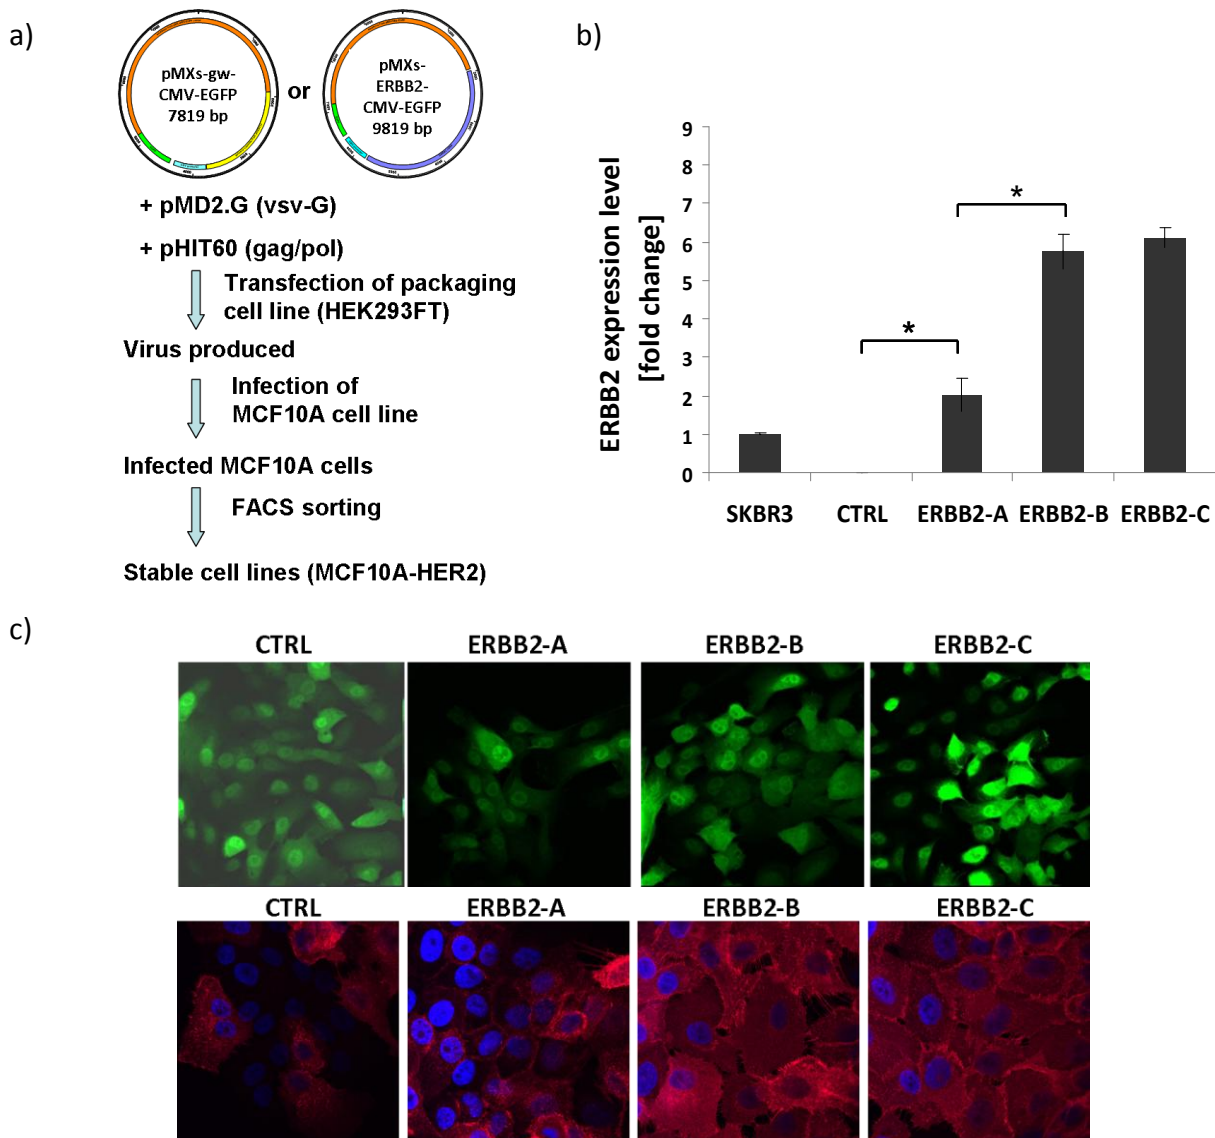 a)
pMXs-gw-
CMV-EGFP
7819 bp
or
pMXs-
ERBB2-
CMV-EGFP
9819 bp
+ pMD2.G (vsv-G)
+ pHIT60 (gag/pol)
Transfection of packaging
cell line (HEK293FT)
Virus produced
Infection of
MCF10A cell line
Infected MCF10A cells
FACS sorting
Stable cell lines (MCF10A-HER2)
b)
ERBB2 expression level
[fold change]
9
8
7
6
5
4
3
2
1
0
*
*
SKBR3 CTRL ERBB2-A ERBB2-B ERBB2-C
c)
CTRL ERBB2-A ERBB2-B ERBB2-C
CTRL ERBB2-A ERBB2-B ERBB2-C